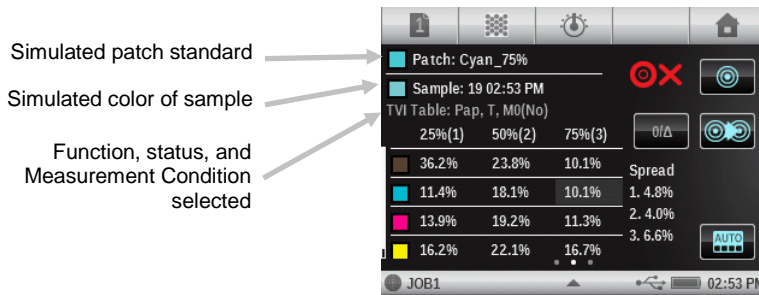 Simulated patch standard
Simulated color of sample
Function, status, and
Measurement Condition
selected
1
Patch: Cyan_75%
Sample: 19 02:53 PM
TVI Table: Pap, T, M0(No)
25%(1) 50%(2) 75%(3)
0/Δ
36.2% 23.8% 10.1%
Spread
11.4% 18.1% 10.1%
1. 4.8%
13.9% 19.2% 11.3%
2. 4.0%
3. 6.6%
16.2% 22.1% 16.7%
AUTO
JOB1
02:53 PM